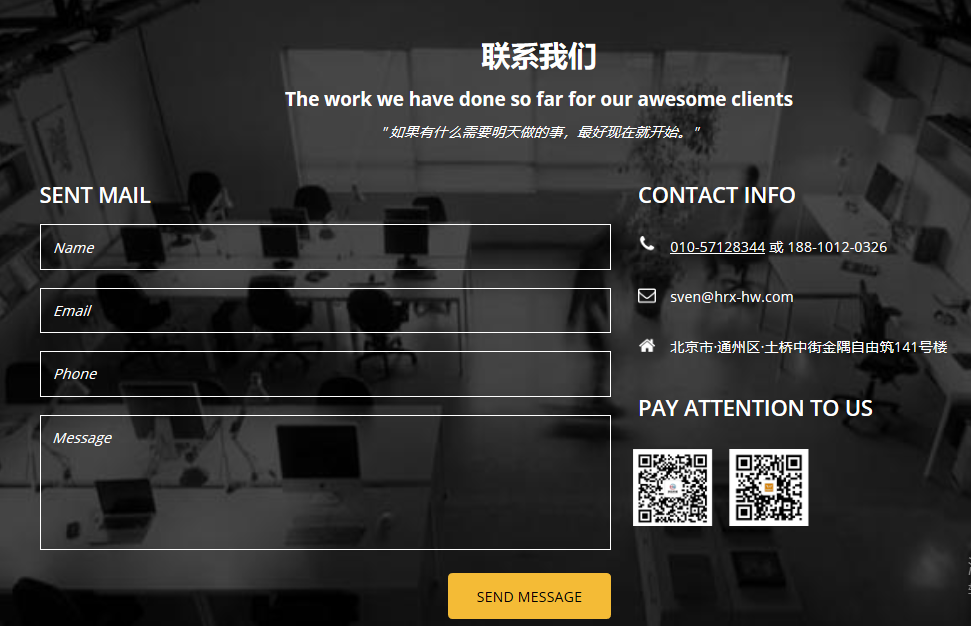 联系我们
The work we have done so far for our awesome clients
"如果有什么需要明天做的事，最好现在就开始。"
SENT MAIL
Name
Email
Phone
Message
SEND MESSAGE
CONTACT INFO
010-57128344 或 188-1012-0326
sven@hrx-hw.com
北京市·通州区·土桥中街金隅自由筑141号楼
PAY ATTENTION TO US